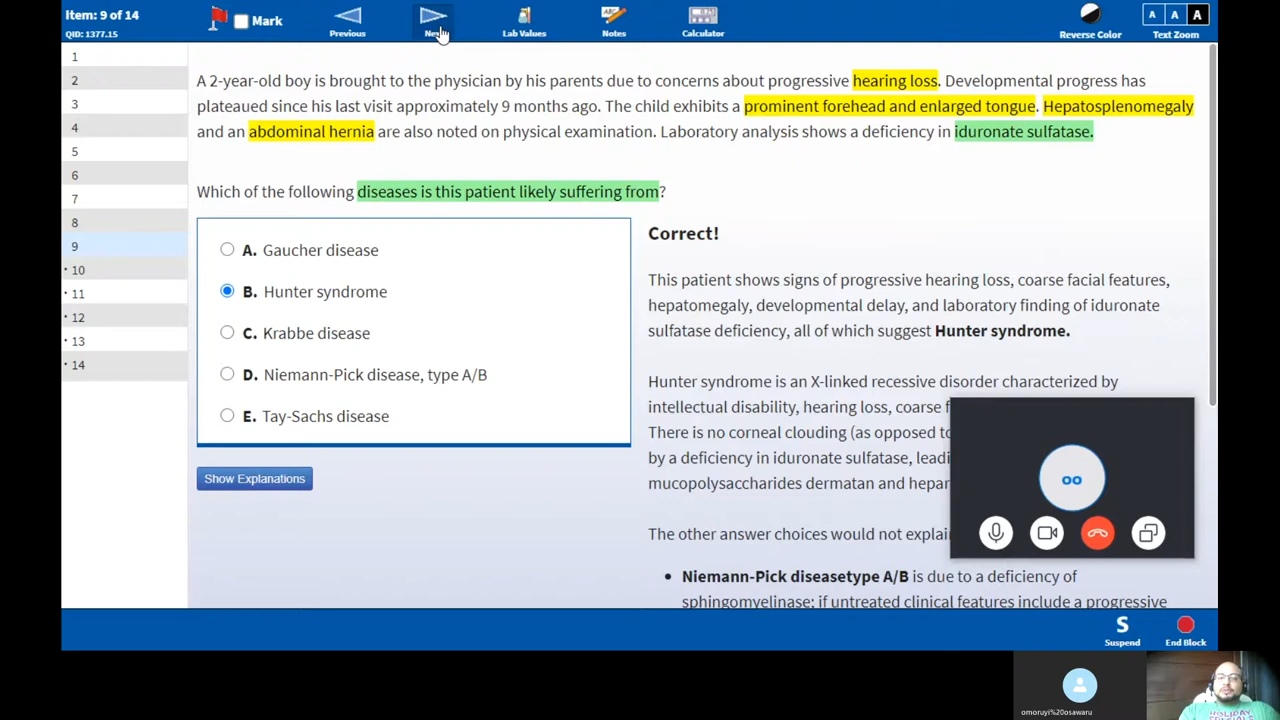 Item: 9 of 14
QID: 1377.15
Mark
Previous
Lab Values
Notes
Calculator
Reverse Color
A A A
Text Zoom
1
2
3
4
5
6
7
8
9
10
11
12
13
14
A 2-year-old boy is brought to the physician by his parents due to concerns about progressive hearing loss. Developmental progress has
plateaued since his last visit approximately 9 months ago. The child exhibits a prominent forehead and enlarged tongue. Hepatosplenomegaly
and an abdominal hernia are also noted on physical examination. Laboratory analysis shows a deficiency in iduronate sulfatase.
Which of the following diseases is this patient likely suffering from?
A. Gaucher disease
B. Hunter syndrome
C. Krabbe disease
D. Niemann-Pick disease, type A/B
E. Tay-Sachs disease
Show Explanations
Correct!
This patient shows signs of progressive hearing loss, coarse facial features,
hepatomegaly, developmental delay, and laboratory finding of iduronate
sulfatase deficiency, all of which suggest Hunter syndrome.
Hunter syndrome is an X-linked recessive disorder characterized by
intellectual disability, hearing loss, coarse
There is no corneal clouding (as opposed to
by a deficiency in iduronate sulfatase,
mucopolysaccharides dermatan and
The other answer choices would not
• Niemann-Pick diseasetype A/B is due to a deficiency of
sphingomyelinase; if untreated clinical features include a progressive
oo
S
Suspend
End Block
omoruyi%20osawaru